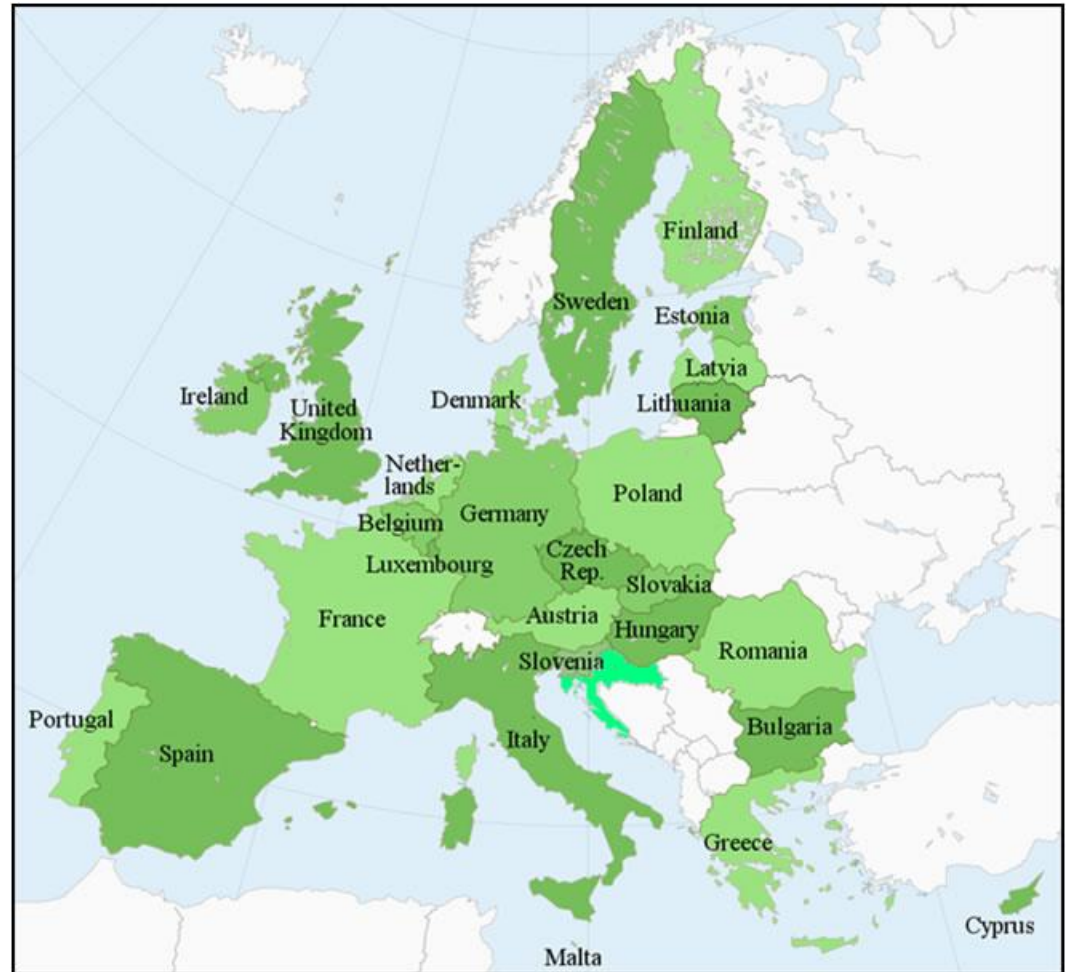 Finland
Sweden
Estonia
Latvia
Lithuania
Ireland
United
Kingdom
Denmark
Nether-
lands
Belgium
Luxembourg
Germany
Poland
Czech
Rep.
Slovakia
France
Austria
Hungary
Slovenia
Romania
Portugal
Spain
Italy
Bulgaria
Greece
Cyprus
Malta